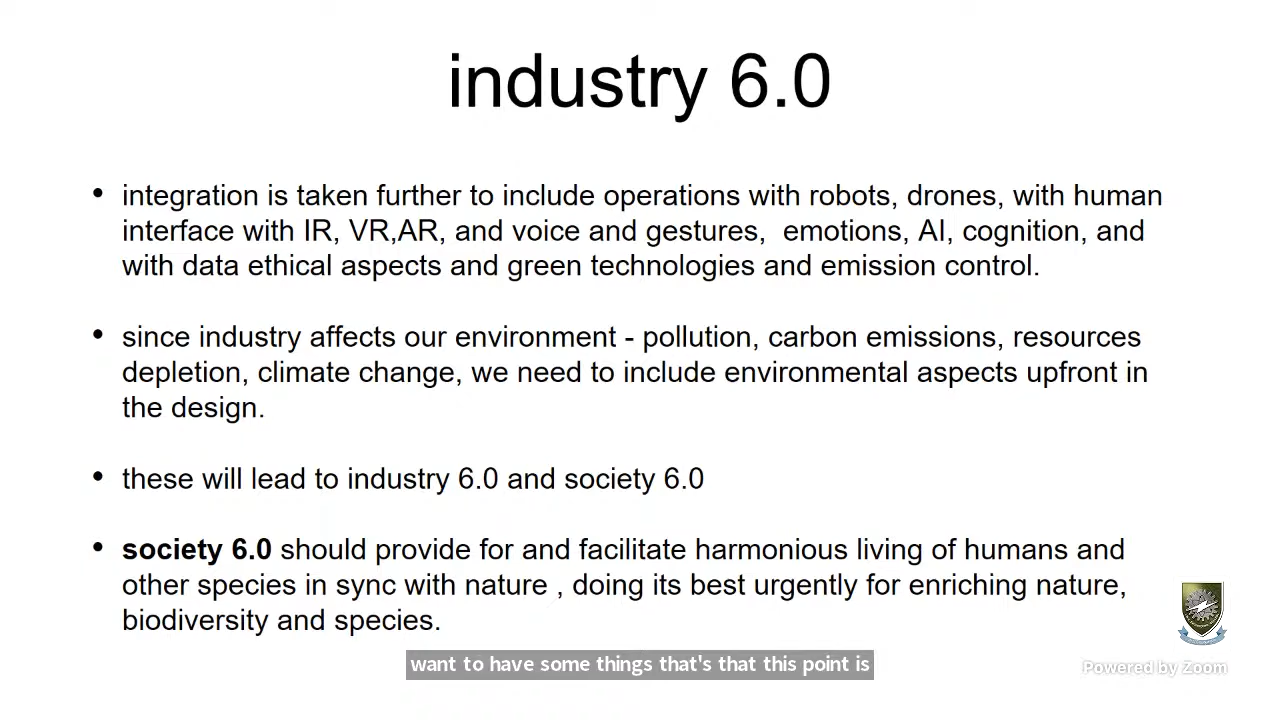 industry 6.0
• integration is taken further to include operations with robots, drones, with human
interface with IR, VR,AR, and voice and gestures,  emotions, AI, cognition, and
with data ethical aspects and green technologies and emission control.
• since industry affects our environment - pollution, carbon emissions, resources
depletion, climate change, we need to include environmental aspects upfront in
the design.
• these will lead to industry 6.0 and society 6.0
• society 6.0 should provide for and facilitate harmonious living of humans and
other species in sync with nature , doing its best urgently for enriching nature,
biodiversity and species.
want to have some things that's that this point is
Powered by Zoom